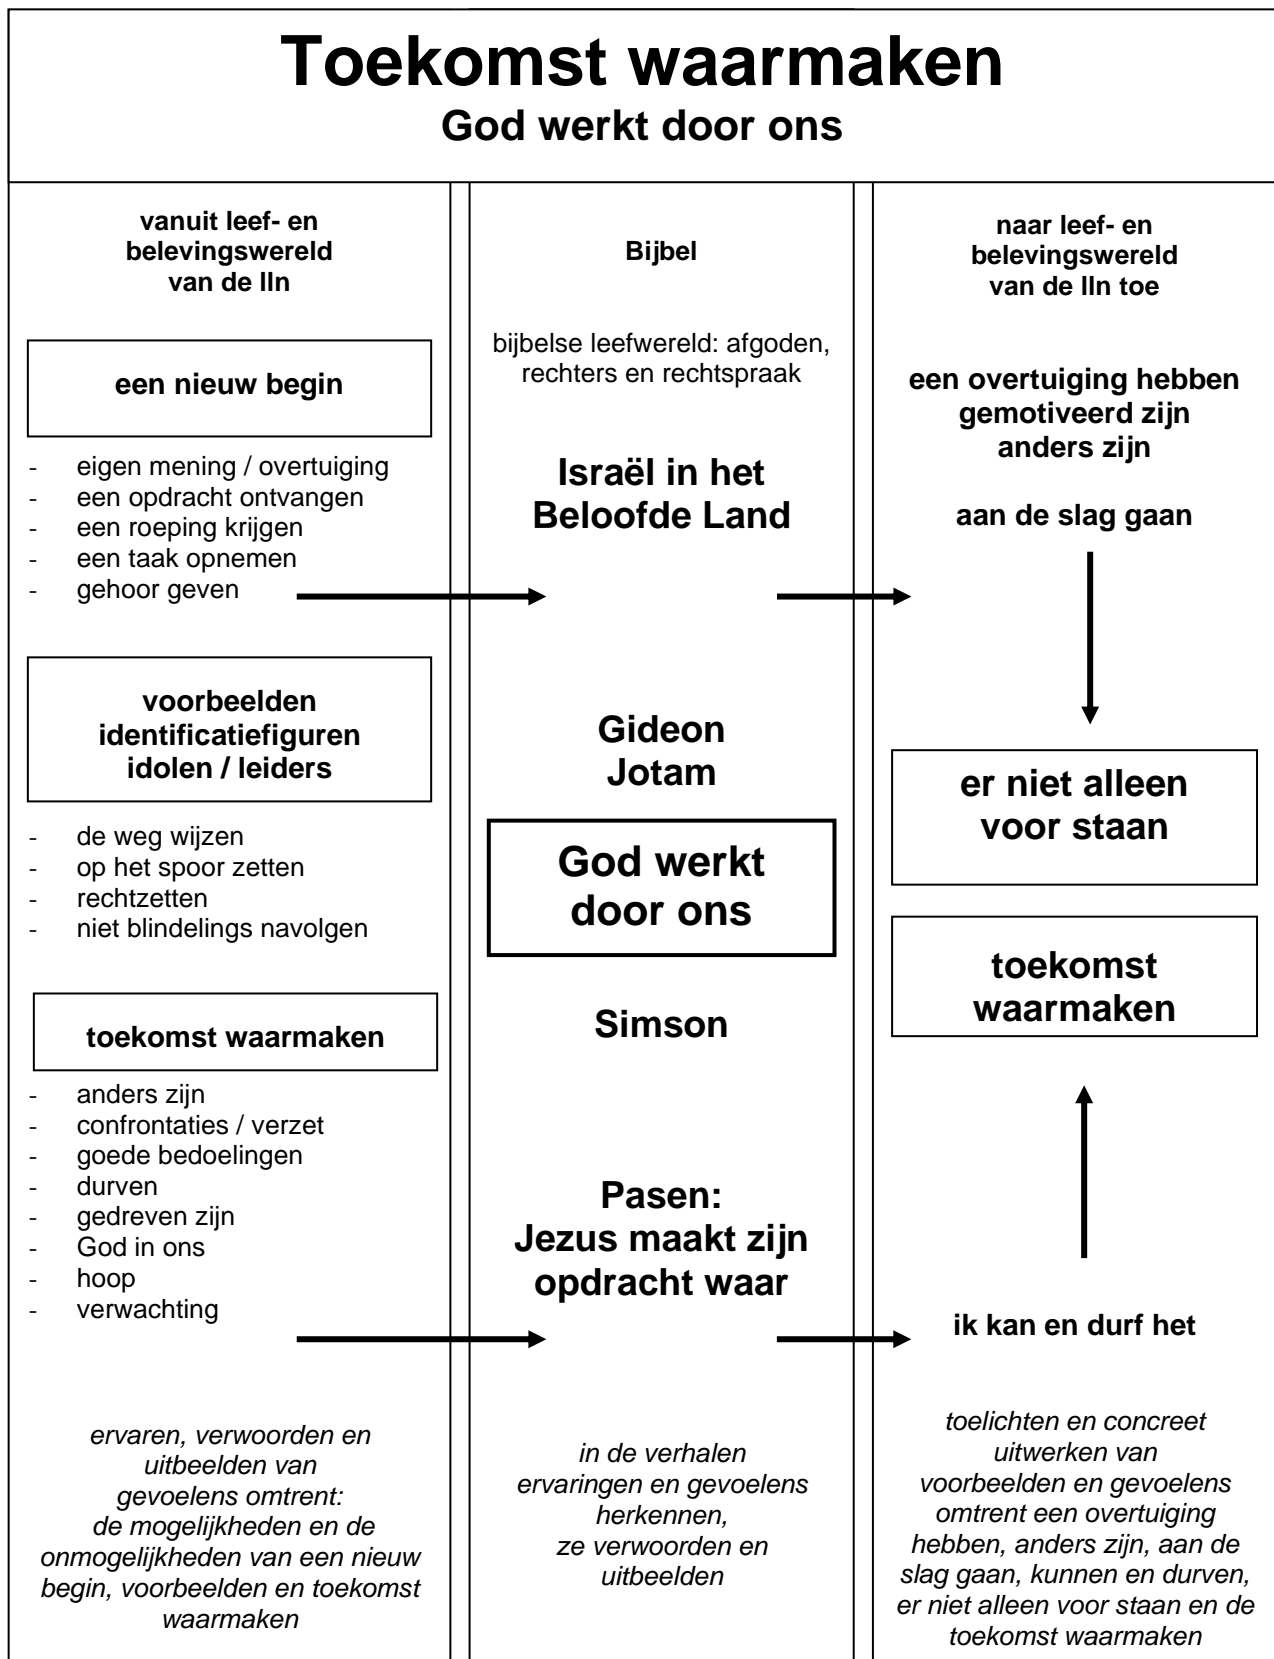 Toekomst waarmaken
God werkt door ons
vanuit leef- en
belevingswereld
van de lln
een nieuw begin
- eigen mening / overtuiging
- een opdracht ontvangen
- een roeping krijgen
- een taak opnemen
- gehoor geven
voorbeelden
identificatiefiguren
idolen / leiders
- de weg wijzen
- op het spoor zetten
- rechtzetten
- niet blindelings navolgen
toekomst waarmaken
- anders zijn
- confrontaties / verzet
- goede bedoelingen
- durven
- gedreven zijn
- God in ons
- hoop
- verwachting
ervaren, verwoorden en
uitbeelden van
gevoelens omtrent:
de mogelijkheden en de
onmogelijkheden van een nieuw
begin, voorbeelden en toekomst
waarmaken
Bijbel
bijbelse leefwereld: afgoden,
rechters en rechtspraak
Israël in het
Beloofde Land
Gideon
Jotam
God werkt
door ons
Simson
Pasen:
Jezus maakt zijn
opdracht waar
in de verhalen
ervaringen en gevoelens
herkennen,
ze verwoorden en
uitbeelden
naar leef- en
belevingswereld
van de lln toe
een overtuiging hebben
gemotiveerd zijn
anders zijn
aan de slag gaan
er niet alleen
voor staan
toekomst
waarmaken
ik kan en durf het
toelichten en concreet
uitwerken van
voorbeelden en gevoelens
omtrent een overtuiging
hebben, anders zijn, aan de
slag gaan, kunnen en durven,
er niet alleen voor staan en de
toekomst waarmaken